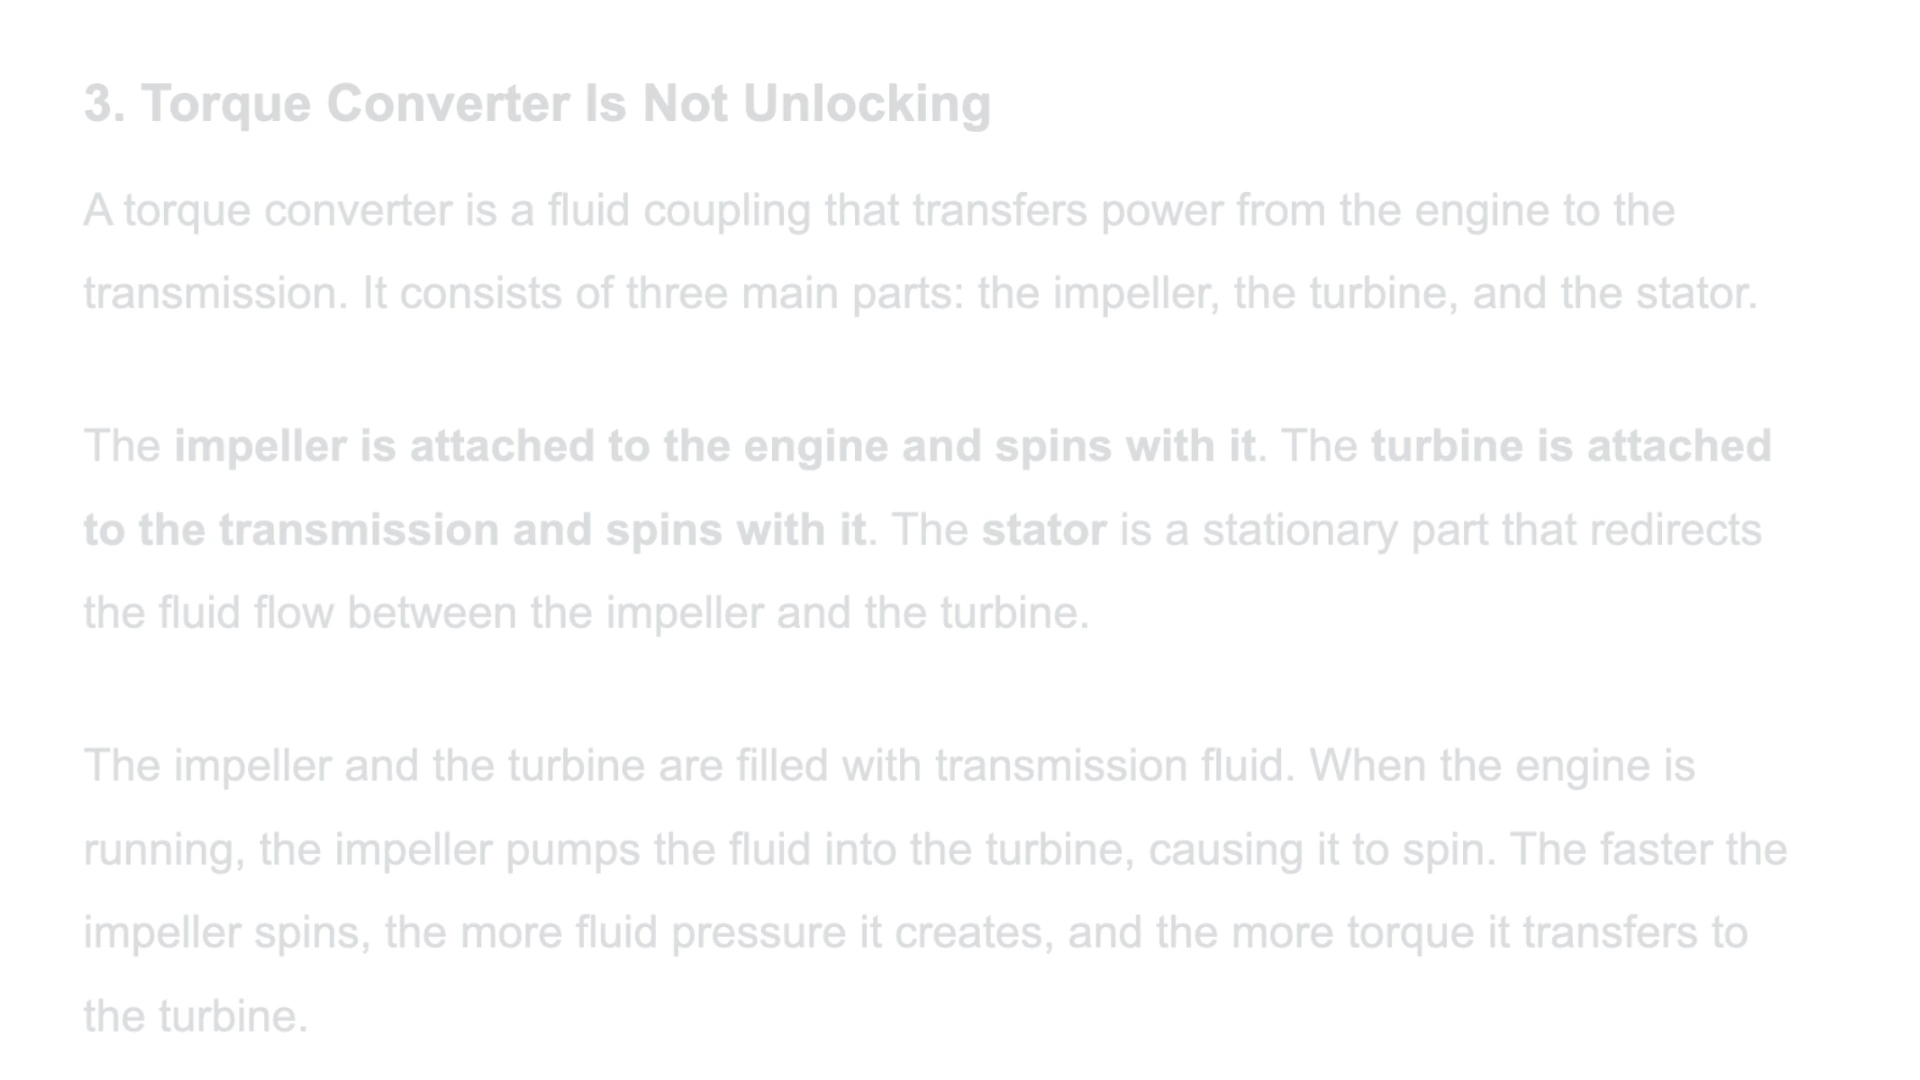 3. Torque Converter Is Not Unlocking
A torque converter is a fluid coupling that transfers power from the engine to the
transmission. It consists of three main parts: the impeller, the turbine, and the stator.
The impeller is attached to the engine and spins with it. The turbine is attached
to the transmission and spins with it. The stator is a stationary part that redirects
the fluid flow between the impeller and the turbine.
The impeller and the turbine are filled with transmission fluid. When the engine is
running, the impeller pumps the fluid into the turbine, causing it to spin. The faster the
impeller spins, the more fluid pressure it creates, and the more torque it transfers to
the turbine.